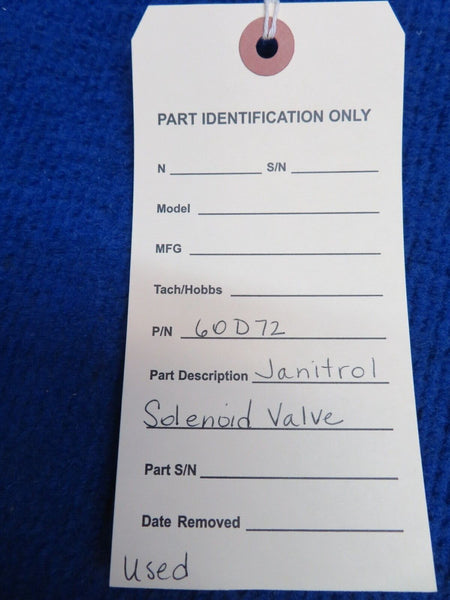 PART IDENTIFICATION ONLY
N S/N
Model
MFG
Tach/Hobbs
P/N 60D72
Part Description Janitrol
Solenoid Valve
Part S/N
Date Removed
Used